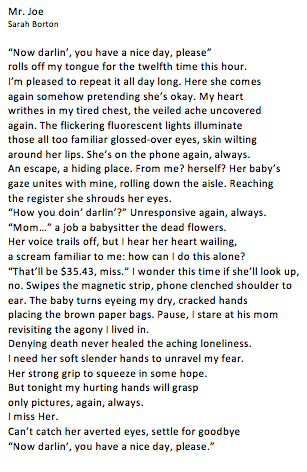 Mr. Joe
Sarah Borton
“Now darlin’, you have a nice day, please”
rolls off my tongue for the twelfth time this hour.
I’m pleased to repeat it all day long. Here she comes
again somehow pretending she’s okay. My heart
writhes in my tired chest, the veiled ache uncovered
again. The flickering fluorescent lights illuminate
those all too familiar glossed-over eyes, skin wilting
around her lips. She’s on the phone again, always.
An escape, a hiding place. From me? herself? Her baby’s
gaze unites with mine, rolling down the aisle. Reaching
the register she shrouds her eyes.
“How you doin’ darlin’?” Unresponsive again, always.
“Mom…” a job a babysitter the dead flowers.
Her voice trails off, but I hear her heart wailing,
a scream familiar to me: how can I do this alone?
“That’ll be $35.43, miss.” I wonder this time if she’ll look up,
no. Swipes the magnetic strip, phone clenched shoulder to
ear. The baby turns eyeing my dry, cracked hands
placing the brown paper bags. Pause, I stare at his mom
revisiting the agony I lived in.
Denying death never healed the aching loneliness.
I need her soft slender hands to unravel my fear.
Her strong grip to squeeze in some hope.
But tonight my hurting hands will grasp
only pictures, again, always.
I miss Her.
Can’t catch her averted eyes, settle for goodbye
“Now darlin’, you have a nice day, please.”